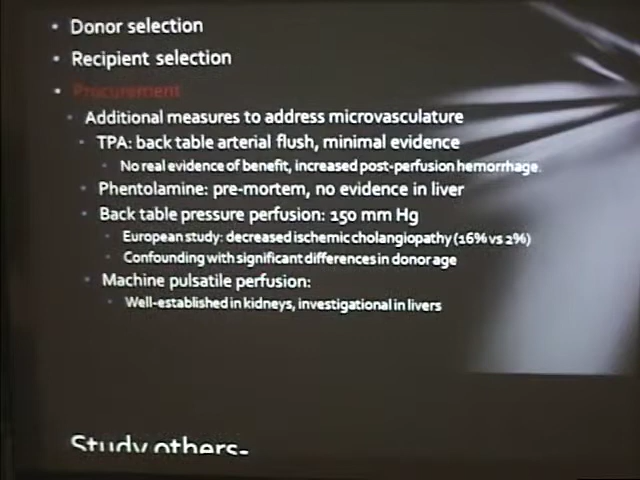 Donor selection
Recipient selection
Procurement
Additional measures to address microvasculature
TPA: back table arterial flush, minimal evidence
No real evidence of benefit, increased post-perfusion hemorrhage.
Phentolamine: pre-mortem, no evidence in liver
Back table pressure perfusion: 150 mm Hg
European study: decreased ischemic cholangiopathy (16% vs 2%)
Confounding with significant differences in donor age
Machine pulsatile perfusion:
Well-established in kidneys, investigational in livers
Study others-